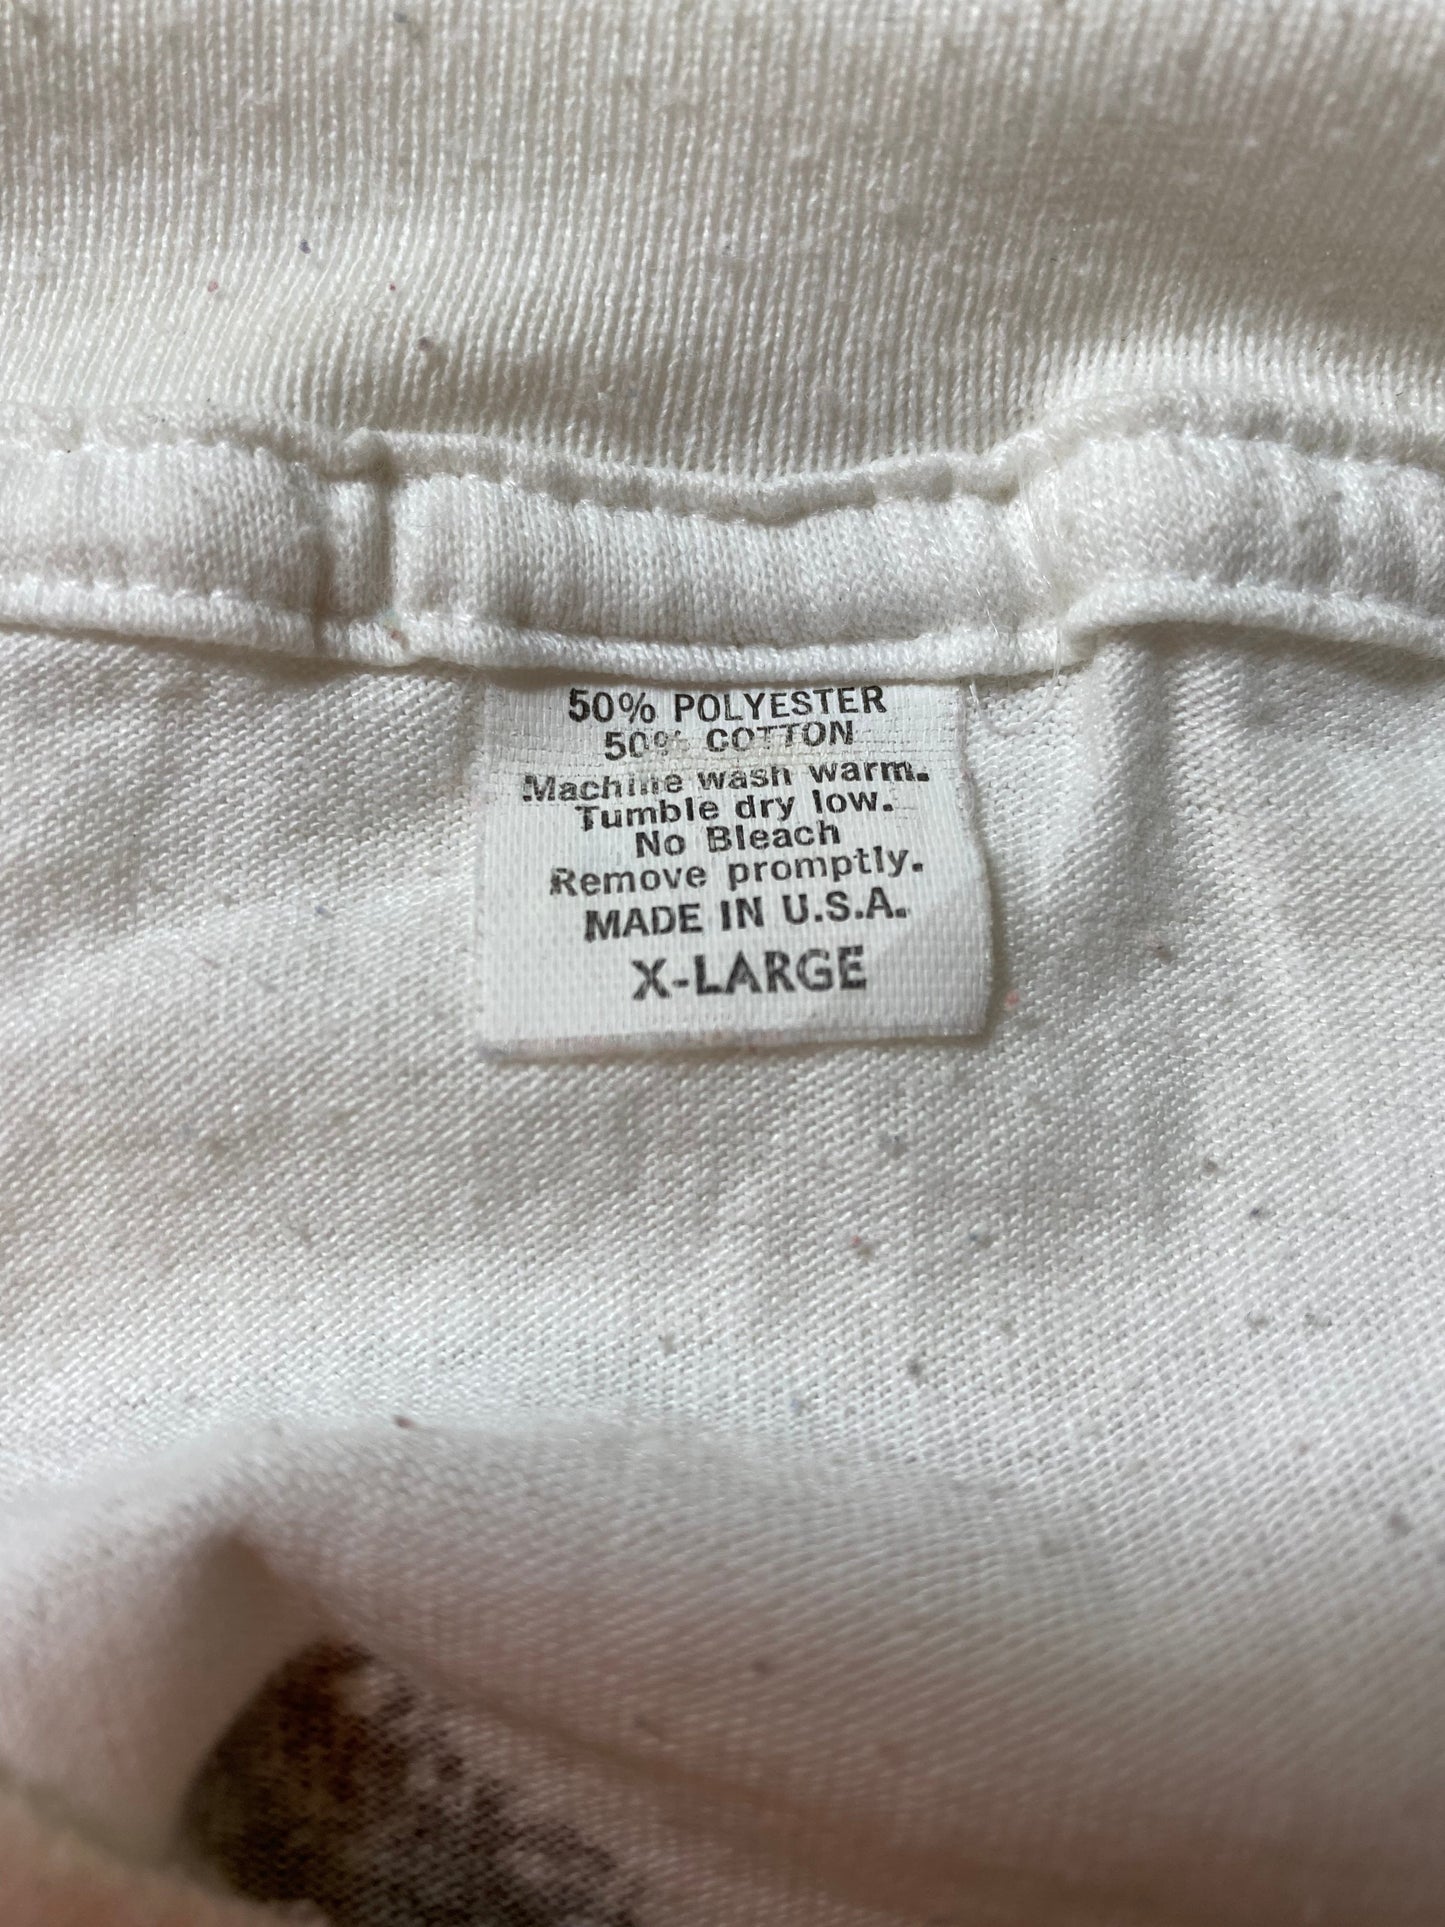 50% POLYESTER
50% COTTON
Machine wash warm.
Tumble dry low.
No Bleach
Remove promptly.
MADE IN U.S.A.
X-LARGE